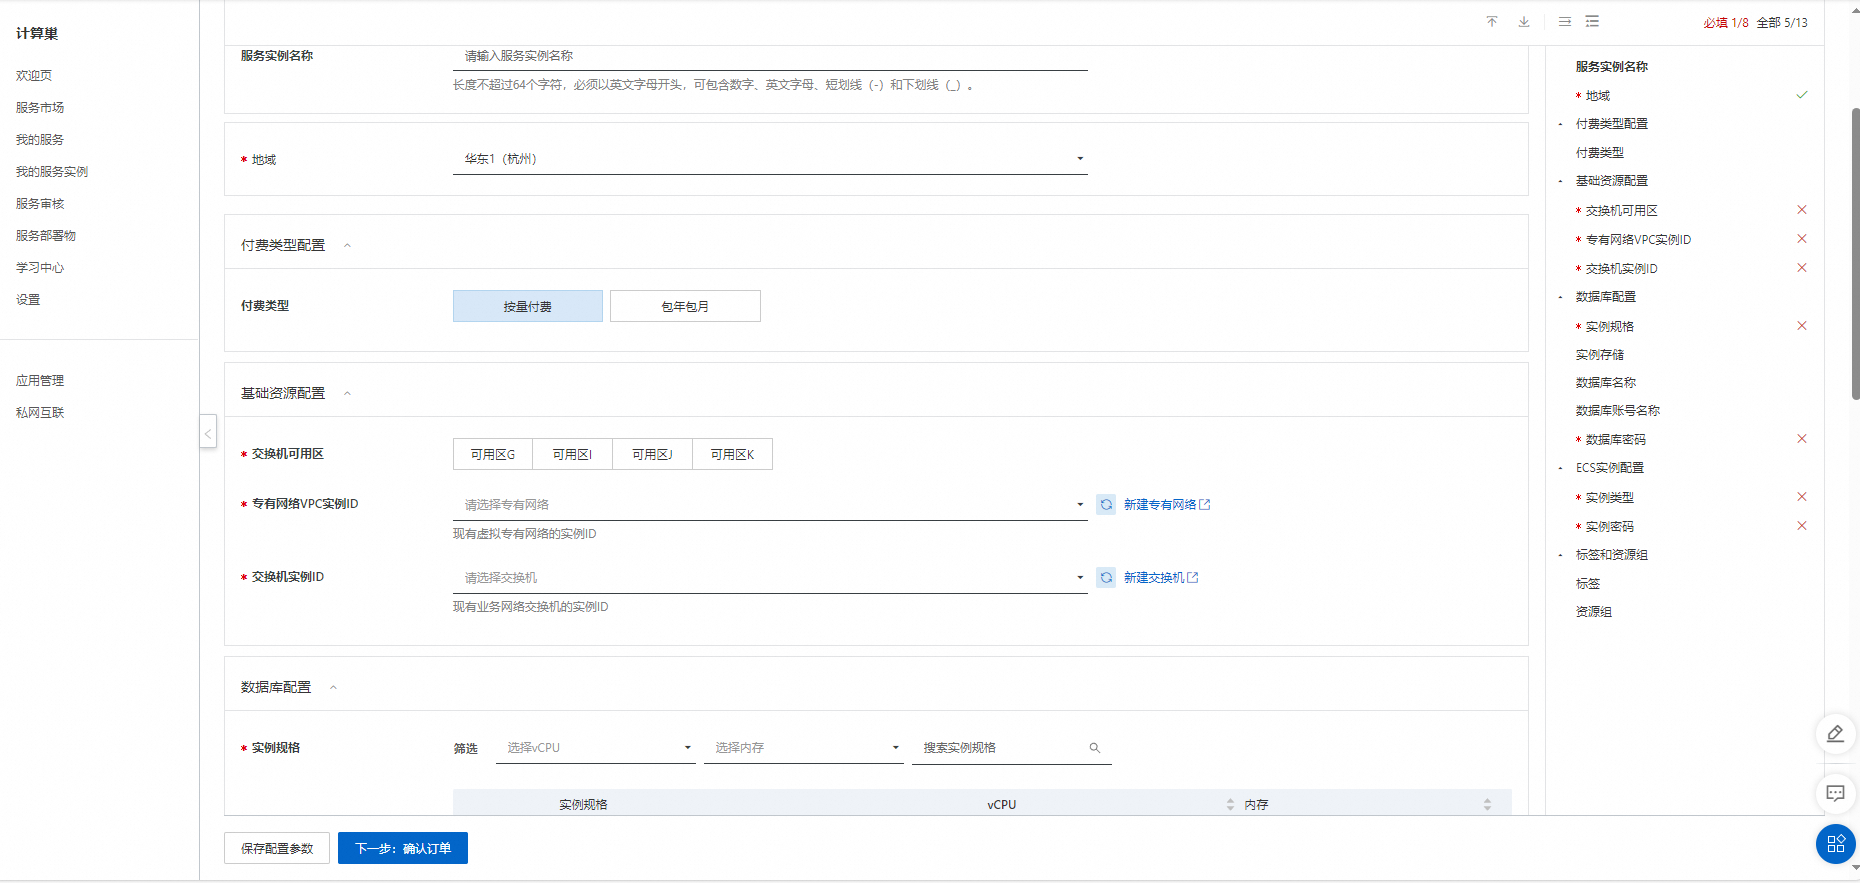 计算巢
欢迎页
服务市场
我的服务
我的服务实例
服务审核
服务部署物
学习中心
设置
应用管理
私网互联
必填 1/8 全部 5/13
服务实例名称
请输入服务实例名称
长度不超过64个字符，必须以英文字母开头，可包含数字、英文字母、短划线（-）和下划线（_）。
* 地域
华东1（杭州）
付费类型配置
付费类型
按量付费
包年包月
基础资源配置
* 交换机可用区
可用区G
可用区I
可用区J
可用区K
* 专有网络VPC实例ID
请选择专有网络
新建专有网络
现有虚拟专有网络的实例ID
* 交换机实例ID
请选择交换机
新建交换机
现有业务网络交换机的实例ID
数据库配置
* 实例规格
筛选
选择vCPU
选择内存
搜索实例规格
实例规格
vCPU
内存
保存配置参数
下一步：确认订单
服务实例名称
* 地域
付费类型配置
付费类型
基础资源配置
* 交换机可用区
* 专有网络VPC实例ID
* 交换机实例ID
数据库配置
* 实例规格
实例存储
数据库名称
数据库账号名称
* 数据库密码
ECS实例配置
* 实例类型
* 实例密码
标签和资源组
标签
资源组